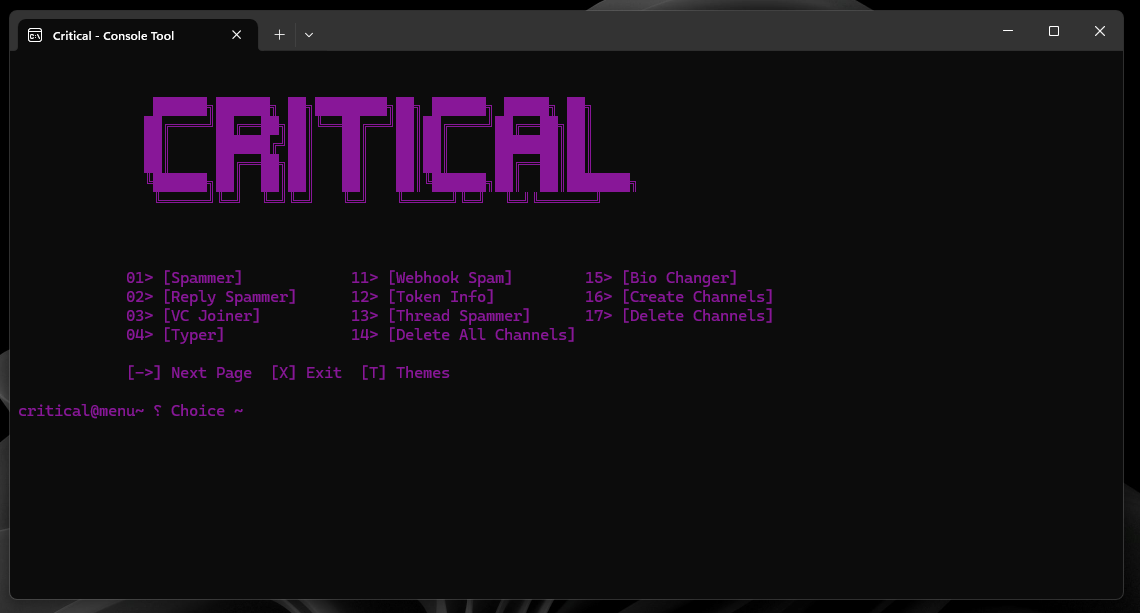 Critical - Console Tool
CRITICAL
01> [Spammer] 11> [Webhook Spam] 15> [Bio Changer]
02> [Reply Spammer] 12> [Token Info] 16> [Create Channels]
03> [VC Joiner] 13> [Thread Spammer] 17> [Delete Channels]
04> [Typer] 14> [Delete All Channels]
[—>] Next Page [X] Exit [T] Themes
critical@menu~ ʕ Choice ~